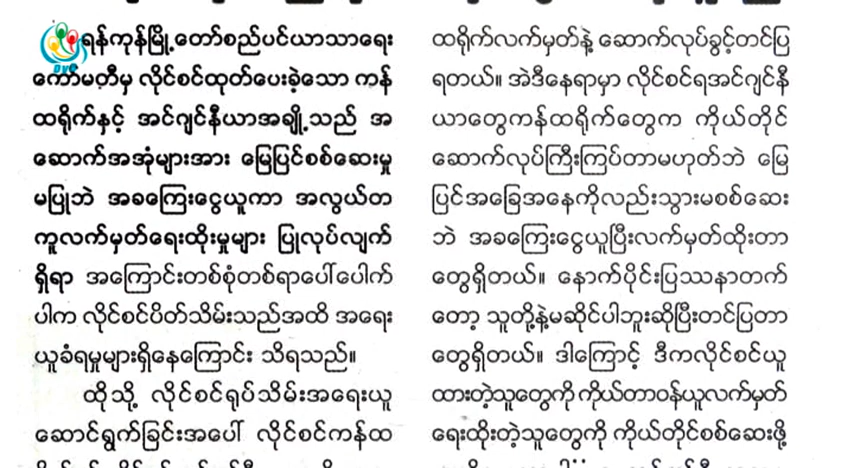 ရန်ကုန်မြို့တော်စည်ပင်ယာသာရေး
ကော်မတီမှ လိုင်စင်ထုတ်ပေးခဲ့သော ကန်
ထရိုက်နှင့် အင်ဂျင်နီယာအချို့သည် အ
ဆောက်အအုံများအား မြေပြင်စစ်ဆေးမှု
မပြုဘဲ အခကြေးငွေယူကာ အလွယ်တ
ကူလက်မှတ်ရေးထိုးမှုများ ပြုလုပ်လျက်
ရှိရာ အကြောင်းတစ်စုံတစ်ရာပေါ်ပေါက်
ပါက လိုင်စင်ပိတ်သိမ်းသည်အထိ အရေး
ယူခံရမှုများရှိနေကြောင်း သိရသည်။
ထိုသို့ လိုင်စင်ရုပ်သိမ်းအရေးယူ
ဆောင်ရွက်ခြင်းအပေါ် လိုင်စင်ကန်ထ
ထရိုက်လက်မှတ်နဲ့ ဆောက်လုပ်ခွင့်တင်ပြ
ရတယ်။ အဲဒီနေရာမှာ လိုင်စင်ရအင်ဂျင်နီ
ယာတွေကန်ထရိုက်တွေက ကိုယ်တိုင်
ဆောက်လုပ်ကြီးကြပ်တာမဟုတ်ဘဲ မြေ
ပြင်အခြေအနေကိုလည်းသွားမစစ်ဆေး
ဘဲ အခကြေးငွေယူပြီးလက်မှတ်ထိုးတာ
တွေရှိတယ်။ နောက်ပိုင်းပြဿနာတက်
တော့ သူတို့နဲ့မဆိုင်ပါဘူးဆိုပြီးတင်ပြတာ
တွေရှိတယ်။ ဒါကြောင့် ဒီကလိုင်စင်ယူ
ထားတဲ့သူတွေကို ကိုယ်တာဝန်ယူလက်မှတ်
ရေးထိုးတဲ့သူတွေကို ကိုယ်တိုင်စစ်ဆေးဖို့